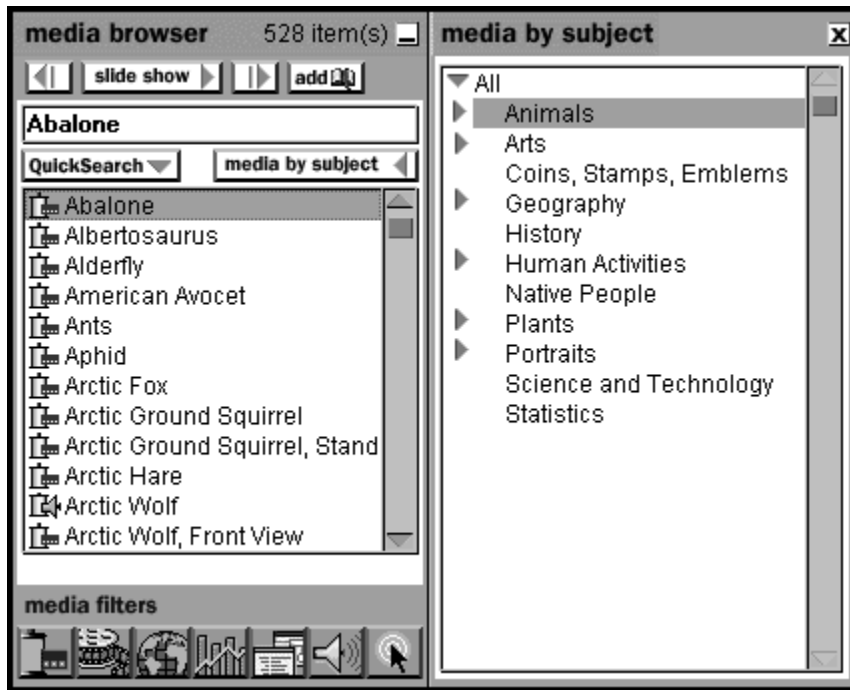 media browser 528 item(s)
slide show add
Abalone
QuickSearch media by subject
Abalone
Albertosaurus
Alderfly
American Avocet
Ants
Aphid
Arctic Fox
Arctic Ground Squirrel
Arctic Ground Squirrel, Stand
Arctic Hare
Arctic Wolf
Arctic Wolf, Front View
media filters
media by subject x
All
Animals
Arts
Coins, Stamps, Emblems
Geography
History
Human Activities
Native People
Plants
Portraits
Science and Technology
Statistics